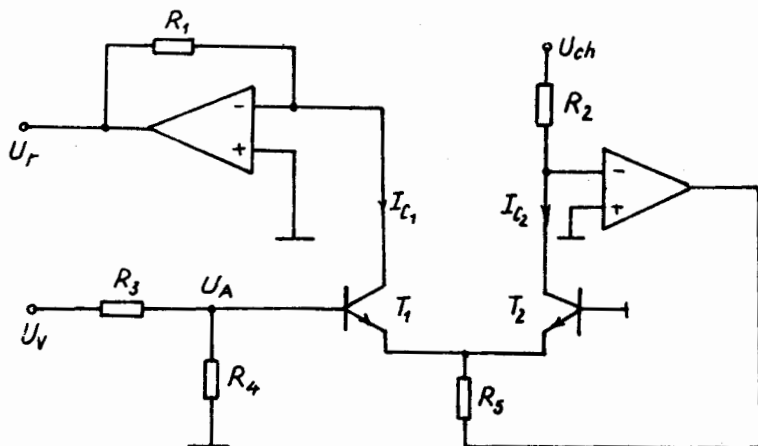 R1
Uch
R2
-
+
Ur
-
+
IC1
IC2
R3
UA
T1
T2
Uv
R4
R5